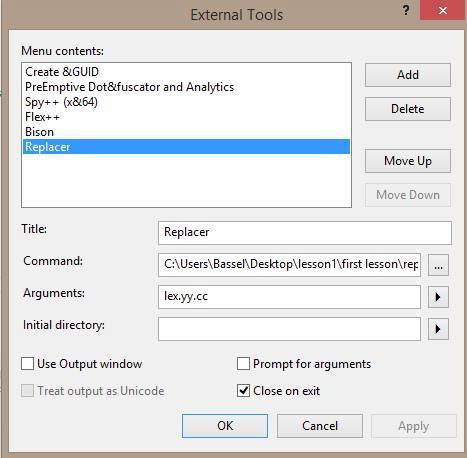 External Tools
?
Menu contents:
Create &GUID
PreEmptive Dot&fuscator and Analytics
Spy++ (x&64)
Flex++
Bison
Replacer
Add
Delete
Move Up
Move Down
Title:
Replacer
Command:
C:\Users\Bassel\Desktop\lesson1\first lesson\rep
...
Arguments:
lex.yy.cc
Initial directory:
Use Output window
Prompt for arguments
Treat output as Unicode
Close on exit
OK
Cancel
Apply